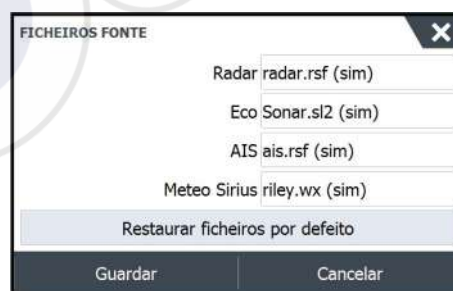 FICHEIROS FONTE
Radar radar.rsf (sim)
Eco Sonar.sl2 (sim)
AIS ais.rsf (sim)
Meteo Sirius riley.wx (sim)
Restaurar ficheiros por defeito
Guardar Cancelar